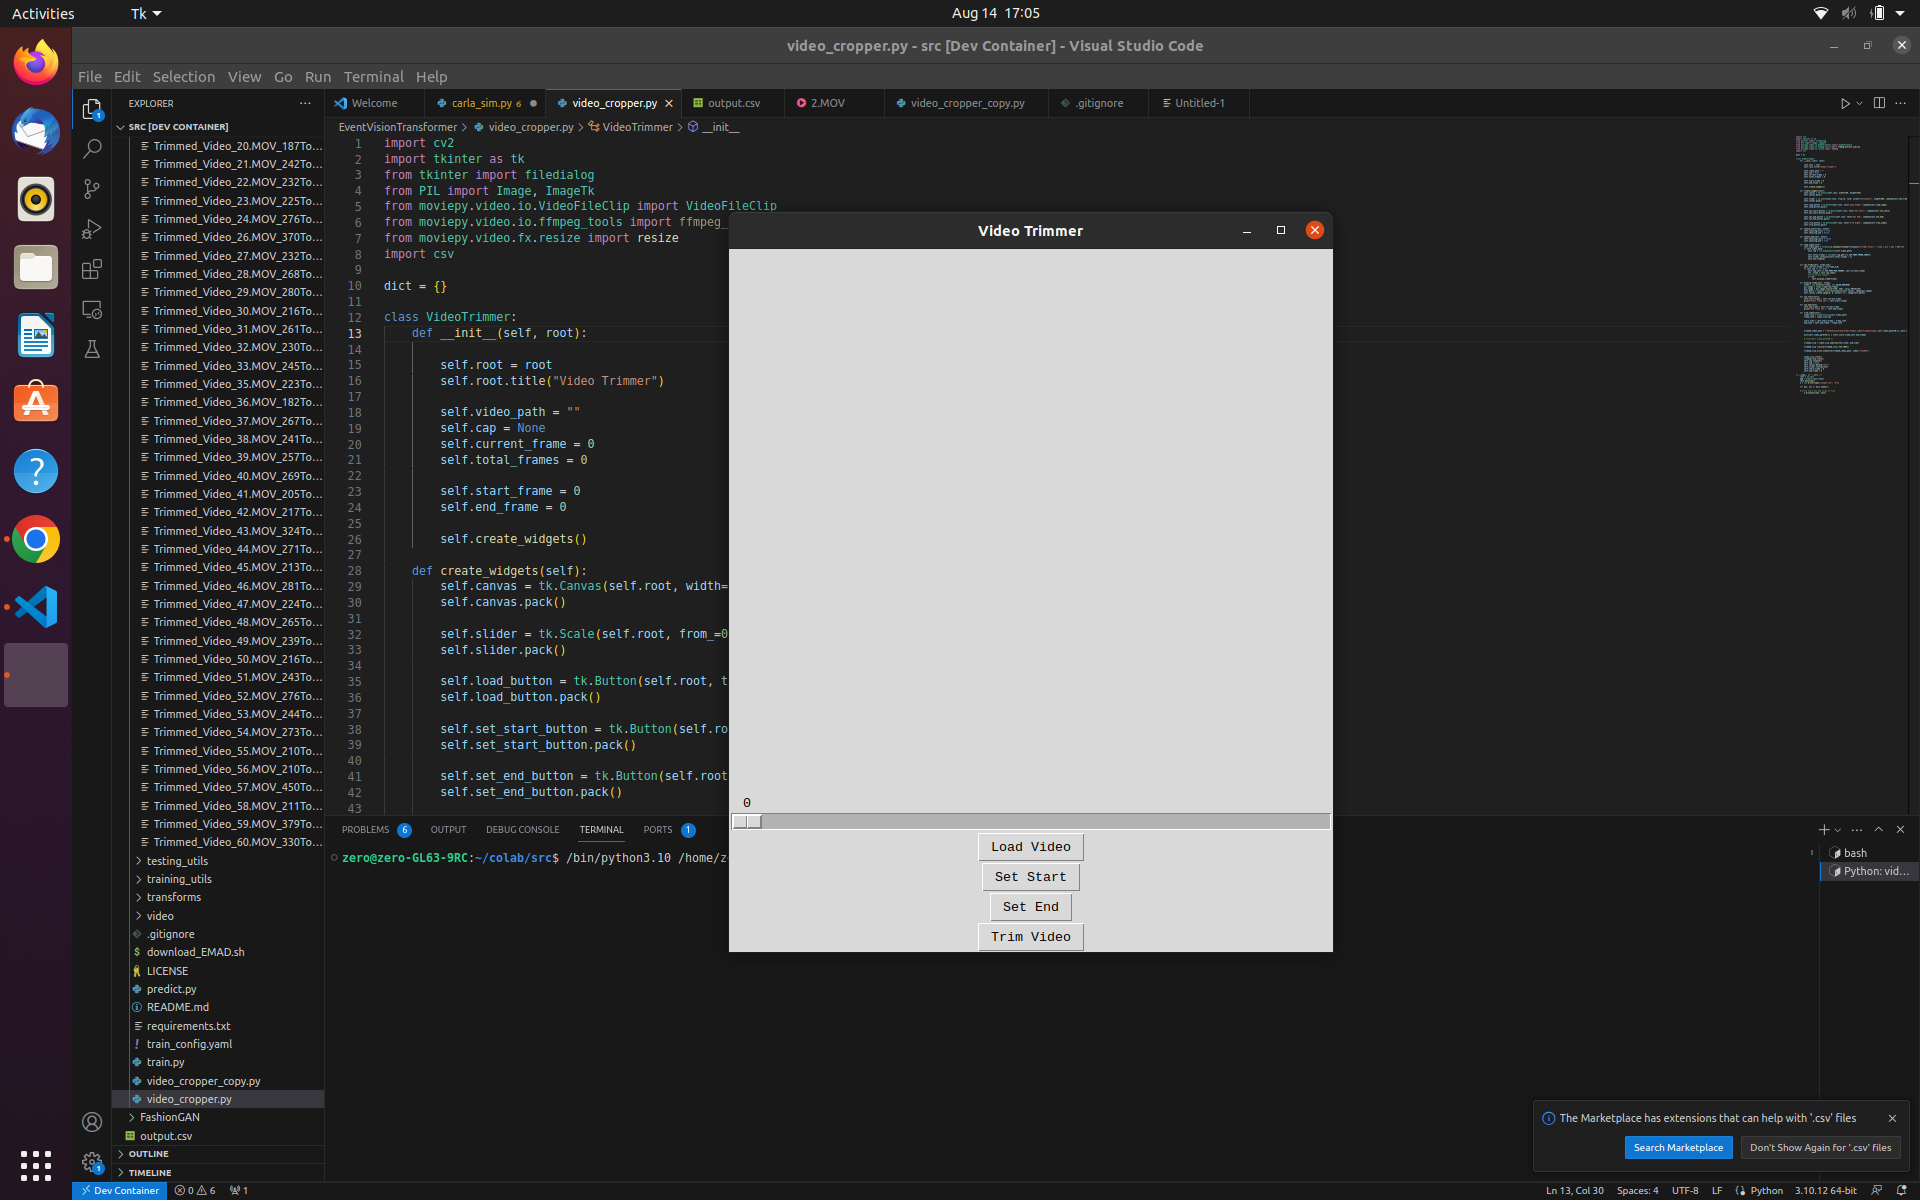 Activities
Tk
Aug 14 17:05
video_cropper.py - src [Dev Container] - Visual Studio Code
File Edit Selection View Go Run Terminal Help
EXPLORER
SRC [DEV CONTAINER]
Trimmed_Video_20.MOV_187To...
Trimmed_Video_21.MOV_242To...
Trimmed_Video_22.MOV_232To...
Trimmed_Video_23.MOV_225To...
Trimmed_Video_24.MOV_276To...
Trimmed_Video_26.MOV_370To...
Trimmed_Video_27.MOV_232To...
Trimmed_Video_28.MOV_268To...
Trimmed_Video_29.MOV_280To...
Trimmed_Video_30.MOV_216To...
Trimmed_Video_31.MOV_261To...
Trimmed_Video_32.MOV_230To...
Trimmed_Video_33.MOV_245To...
Trimmed_Video_35.MOV_223To...
Trimmed_Video_36.MOV_182To...
Trimmed_Video_37.MOV_267To...
Trimmed_Video_38.MOV_241To...
Trimmed_Video_39.MOV_257To...
Trimmed_Video_40.MOV_269To...
Trimmed_Video_41.MOV_205To...
Trimmed_Video_42.MOV_217To...
Trimmed_Video_43.MOV_324To...
Trimmed_Video_44.MOV_271To...
Trimmed_Video_45.MOV_213To...
Trimmed_Video_46.MOV_281To...
Trimmed_Video_47.MOV_224To...
Trimmed_Video_48.MOV_265To...
Trimmed_Video_49.MOV_239To...
Trimmed_Video_50.MOV_216To...
Trimmed_Video_51.MOV_243To...
Trimmed_Video_52.MOV_276To...
Trimmed_Video_53.MOV_244To...
Trimmed_Video_54.MOV_273To...
Trimmed_Video_55.MOV_210To...
Trimmed_Video_56.MOV_210To...
Trimmed_Video_57.MOV_450To...
Trimmed_Video_58.MOV_211To...
Trimmed_Video_59.MOV_379To...
Trimmed_Video_60.MOV_330To...
testing_utils
training_utils
transforms
video
.gitignore
download_EMAD.sh
LICENSE
predict.py
README.md
requirements.txt
train_config.yaml
train.py
video_cropper_copy.py
video_cropper.py
FashionGAN
output.csv
OUTLINE
TIMELINE
Welcome
carla_sim.py 6
video_cropper.py
output.csv
2.MOV
video_cropper_copy.py
.gitignore
Untitled-1
EventVisionTransformer > video_cropper.py > VideoTrimmer > __init__
1 import cv2
2 import tkinter as tk
3 from tkinter import filedialog
4 from PIL import Image, ImageTk
5 from moviepy.video.io.VideoFileClip import VideoFileClip
6 from moviepy.video.io.ffmpeg_tools import ffmpeg_
7 from moviepy.video.fx.resize import resize
8 import csv
9
10 dict = {}
11
12 class VideoTrimmer:
13 def __init__(self, root):
14
15 self.root = root
16 self.root.title("Video Trimmer")
17
18 self.video_path = ""
19 self.cap = None
20 self.current_frame = 0
21 self.total_frames = 0
22
23 self.start_frame = 0
24 self.end_frame = 0
25
26 self.create_widgets()
27
28 def create_widgets(self):
29 self.canvas = tk.Canvas(self.root, width=
30 self.canvas.pack()
31
32 self.slider = tk.Scale(self.root, from_=0
33 self.slider.pack()
34
35 self.load_button = tk.Button(self.root, t
36 self.load_button.pack()
37
38 self.set_start_button = tk.Button(self.ro
39 self.set_start_button.pack()
40
41 self.set_end_button = tk.Button(self.root
42 self.set_end_button.pack()
43
Video Trimmer
0
Load Video
Set Start
Set End
Trim Video
PROBLEMS 6 OUTPUT DEBUG CONSOLE TERMINAL PORTS 1
zero@zero-GL63-9RC:~/colab/src$ /bin/python3.10 /home/z
bash
Python: vid...
The Marketplace has extensions that can help with '.csv' files
Search Marketplace
Don't Show Again for '.csv' files
1
1
Dev Container
0 6
1
Ln 13, Col 30 Spaces: 4 UTF-8 LF Python 3.10.12 64-bit